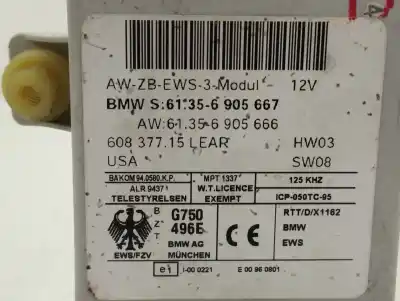 AW-ZB-EWS-3-Modul - 12V
BMW S:61.35-6 905 667
AW:61.35-6 905 666
608 377.15 LEAR HW03
USA SW08
BAKOM 94.0580.K.P. MPT 1337 125 KHZ
ALR 94371 W.T.LICENCE
TELESTYRELSEN EXEMPT ICP-050TC-95
B Z T
G750 496E
BMW AG MÜNCHEN
EWS/FZV
CE
RTT/D/X1162
BMW
EWS
e1 I-00 0221 E 00 96 0801